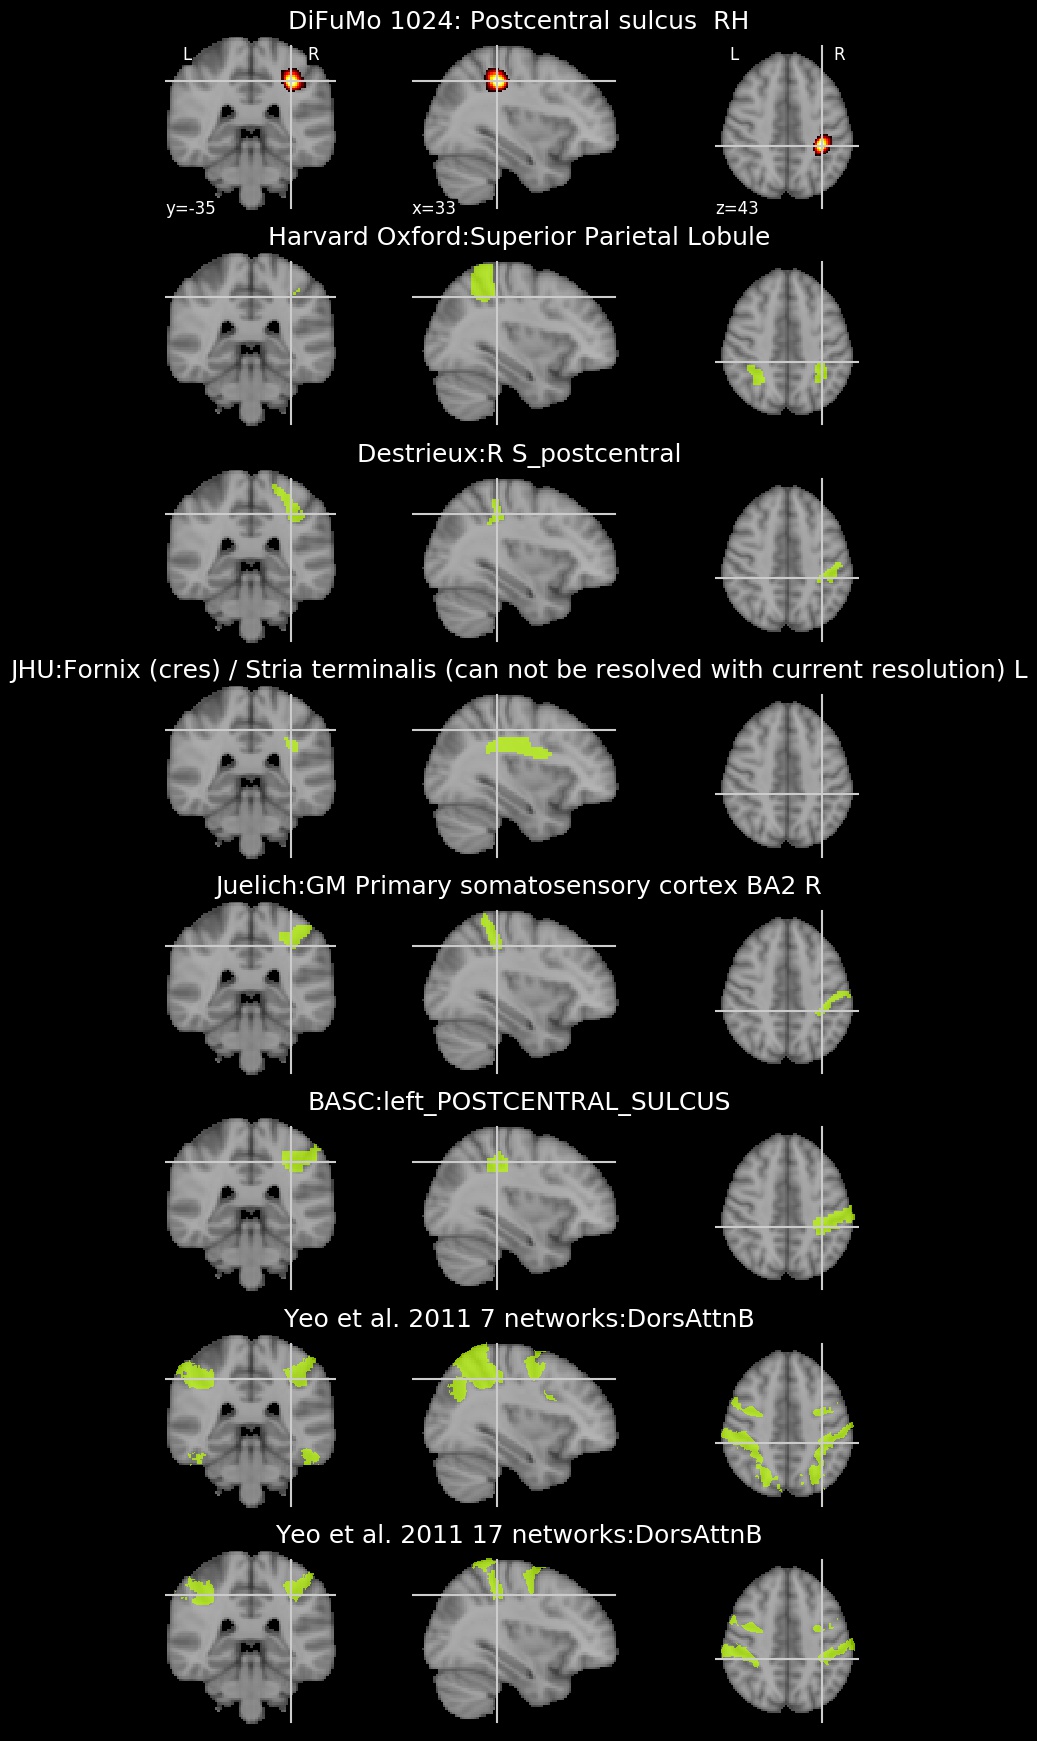 DiFuMo 1024: Postcentral sulcus  RH
L R L R
y=-35 x=33 z=43
Harvard Oxford:Superior Parietal Lobule
Destrieux:R S_postcentral
JHU:Fornix (cres) / Stria terminalis (can not be resolved with current resolution) L
Juelich:GM Primary somatosensory cortex BA2 R
BASC:left_POSTCENTRAL_SULCUS
Yeo et al. 2011 7 networks:DorsAttnB
Yeo et al. 2011 17 networks:DorsAttnB